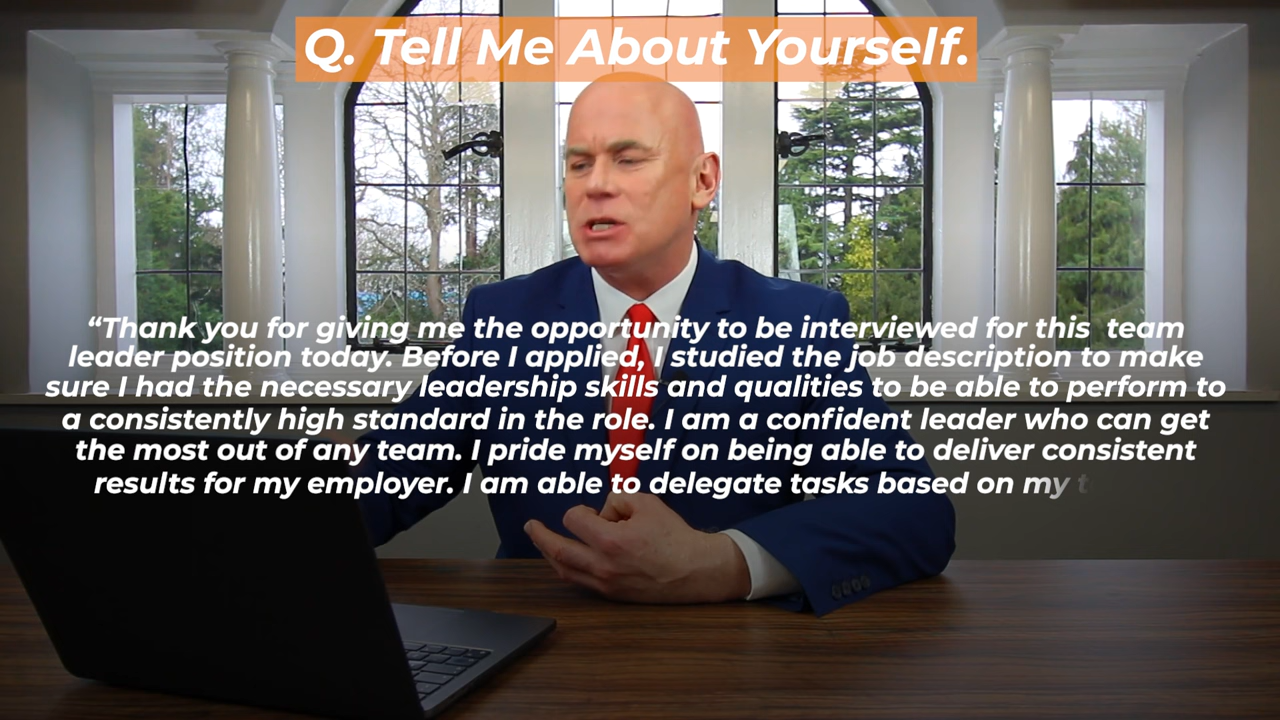 Q. Tell Me About Yourself.
“Thank you for giving me the opportunity to be interviewed for this team
leader position today. Before I applied, I studied the job description to make
sure I had the necessary leadership skills and qualities to be able to perform to
a consistently high standard in the role. I am a confident leader who can get
the most out of any team. I pride myself on being able to deliver consistent
results for my employer. I am able to delegate tasks based on my